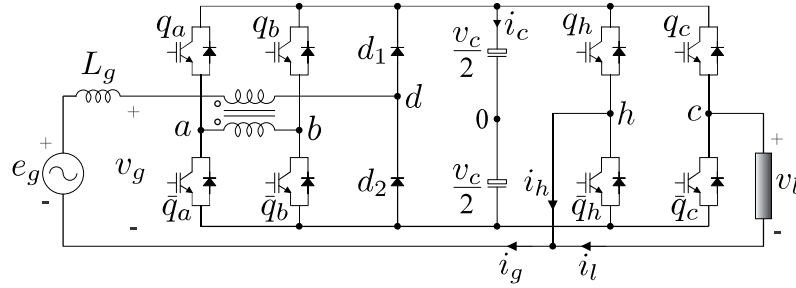 q_a q_b d_1 v_c/2 i_c q_h q_c
L_g d
+ a b 0 h c +
e_g + v_g d_2 v_c/2 i_h v_l
- q̄_a q̄_b q̄_h q̄_c
- -
i_g i_l